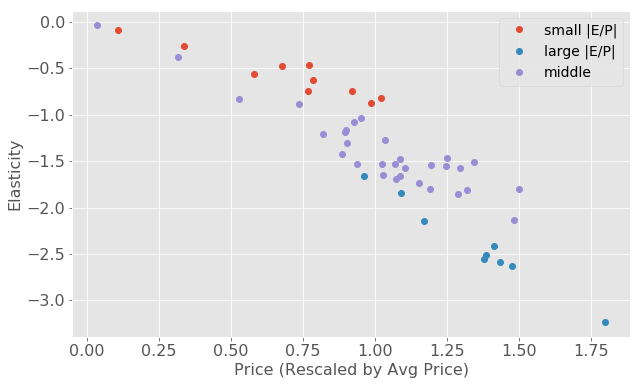 0.0
−0.5
−1.0
−1.5
−2.0
−2.5
−3.0
Elasticity
small |E/P|
large |E/P|
middle
0.00 0.25 0.50 0.75 1.00 1.25 1.50 1.75
Price (Rescaled by Avg Price)